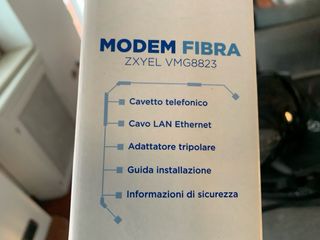 MODEM FIBRA
ZXYEL VMG8823
Cavetto telefonico
Cavo LAN Ethernet
Adattatore tripolare
Guida installazione
Informazioni di sicurezza